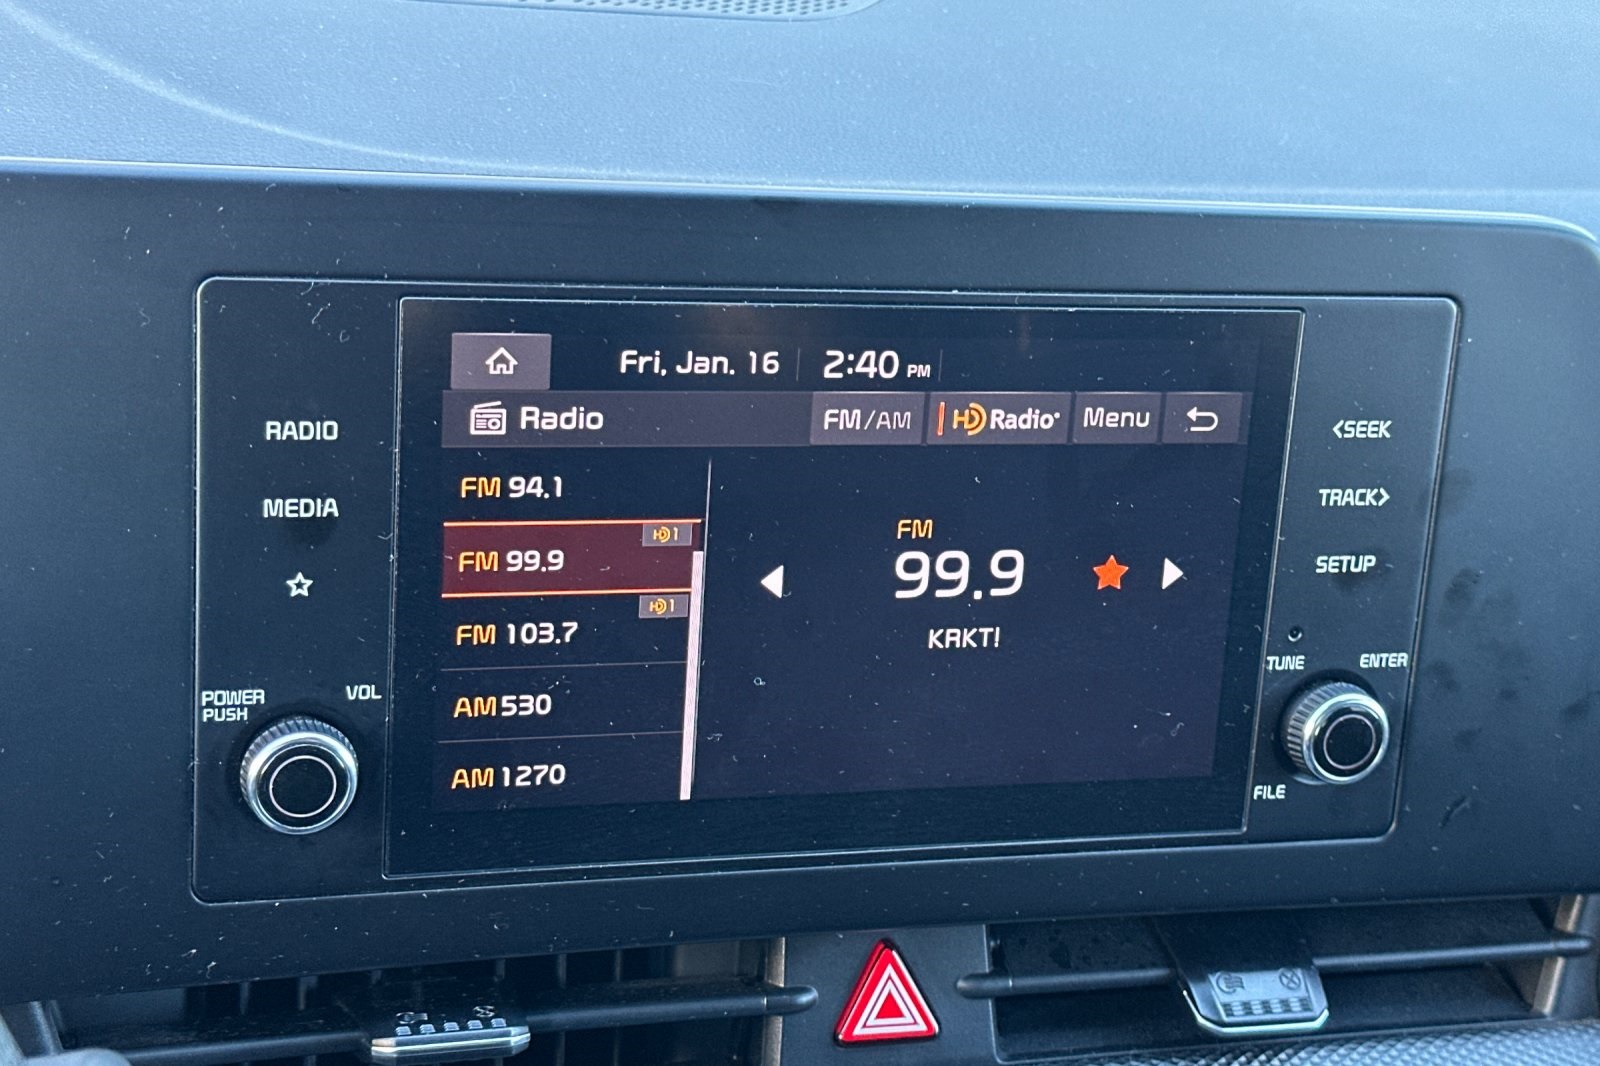 Fri, Jan. 16 2:40 PM
Radio FM/AM HD Radio Menu
FM 94.1
HD1
FM 99.9
HD1
FM 103.7
AM 530
AM 1270
FM
99.9
KRKT!
RADIO
MEDIA
POWER
PUSH
VOL
<SEEK
TRACK>
SETUP
TUNE
ENTER
FILE